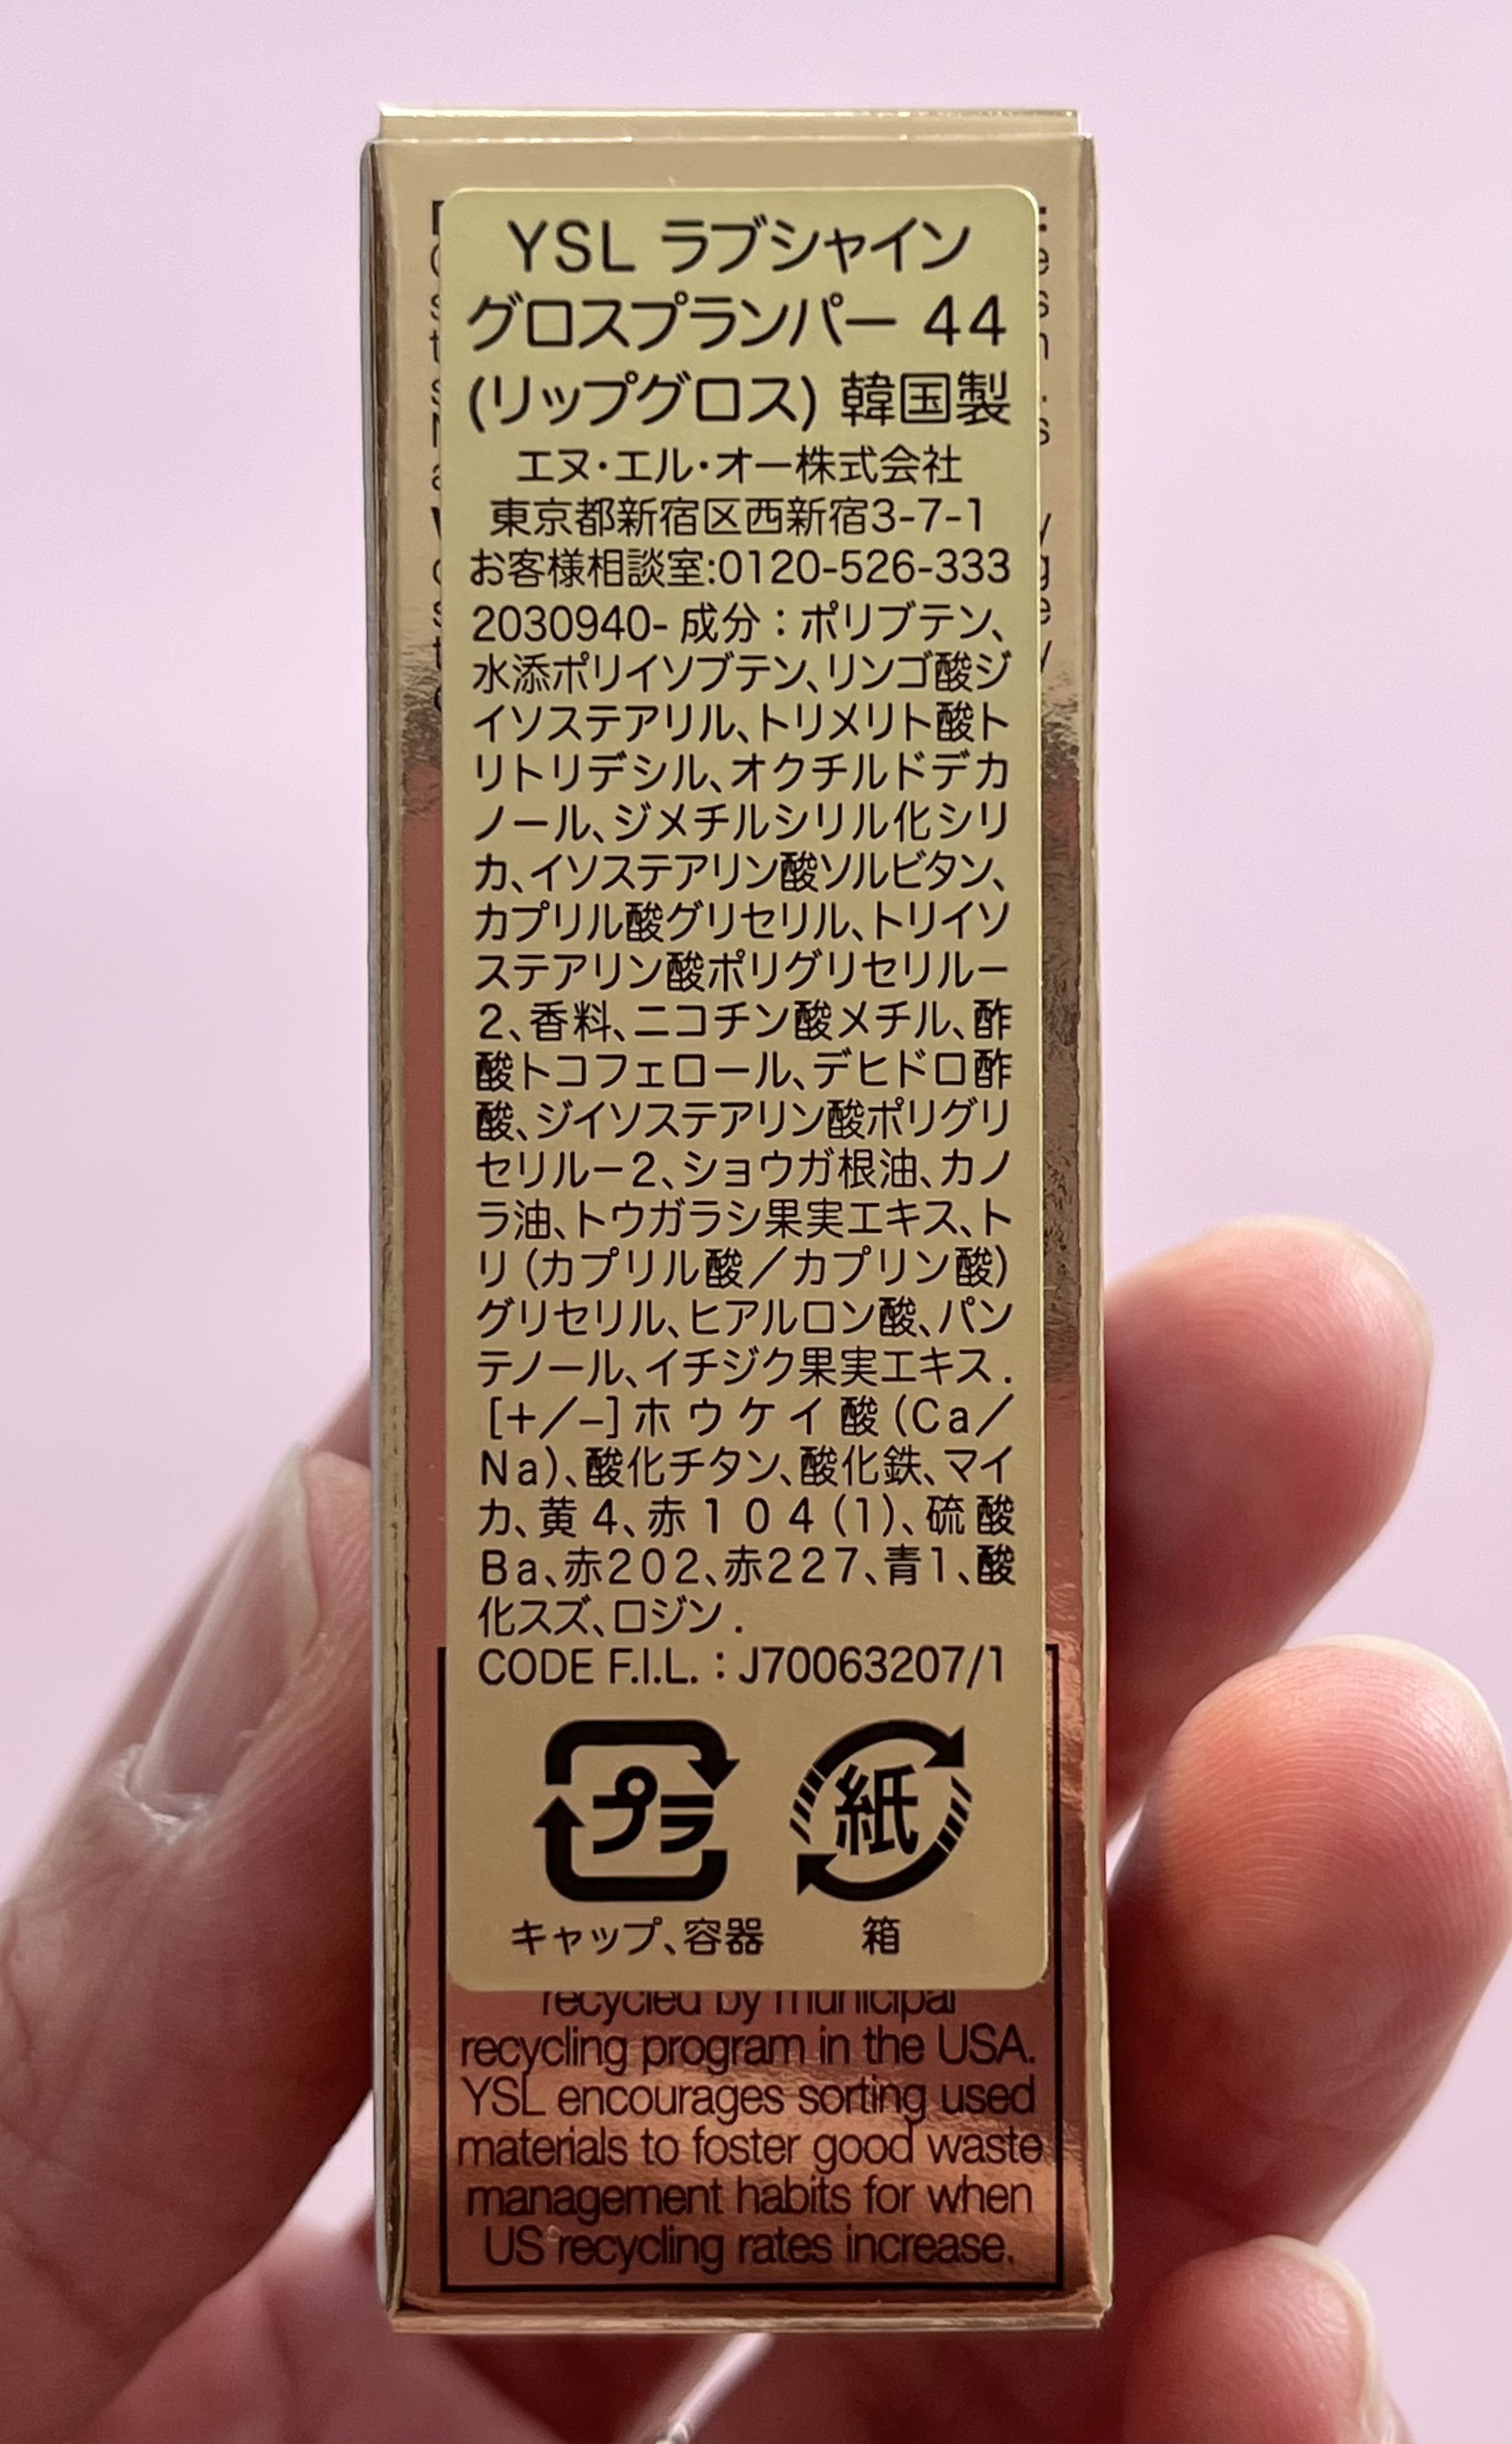 YSL ラブシャイン
グロスプランパー 44
(リップグロス) 韓国製
エヌ・エル・オー株式会社
東京都新宿区西新宿3-7-1
お客様相談室:0120-526-333
2030940- 成分：ポリブテン、
水添ポリイソブテン、リンゴ酸ジ
イソステアリル、トリメリト酸ト
リトリデシル、オクチルドデカ
ノール、ジメチルシリル化シリ
カ、イソステアリン酸ソルビタン、
カプリル酸グリセリル、トリイソ
ステアリン酸ポリグリセリルー
2、香料、ニコチン酸メチル、酢
酸トコフェロール、デヒドロ酢
酸、ジイソステアリン酸ポリグリ
セリルー2、ショウガ根油、カノ
ラ油、トウガラシ果実エキス、ト
リ(カプリル酸／カプリン酸)
グリセリル、ヒアルロン酸、パン
テノール、イチジク果実エキス.
[+／−]ホウケイ酸(Ca／
Na)、酸化チタン、酸化鉄、マイ
カ、黄4、赤104(1)、硫酸
Ba、赤202、赤227、青1、酸
化スズ、ロジン.
CODE F.I.L. : J70063207/1
プラ 紙
キャップ、容器 箱
recycled by municipal
recycling program in the USA.
YSL encourages sorting used
materials to foster good waste
management habits for when
US recycling rates increase.